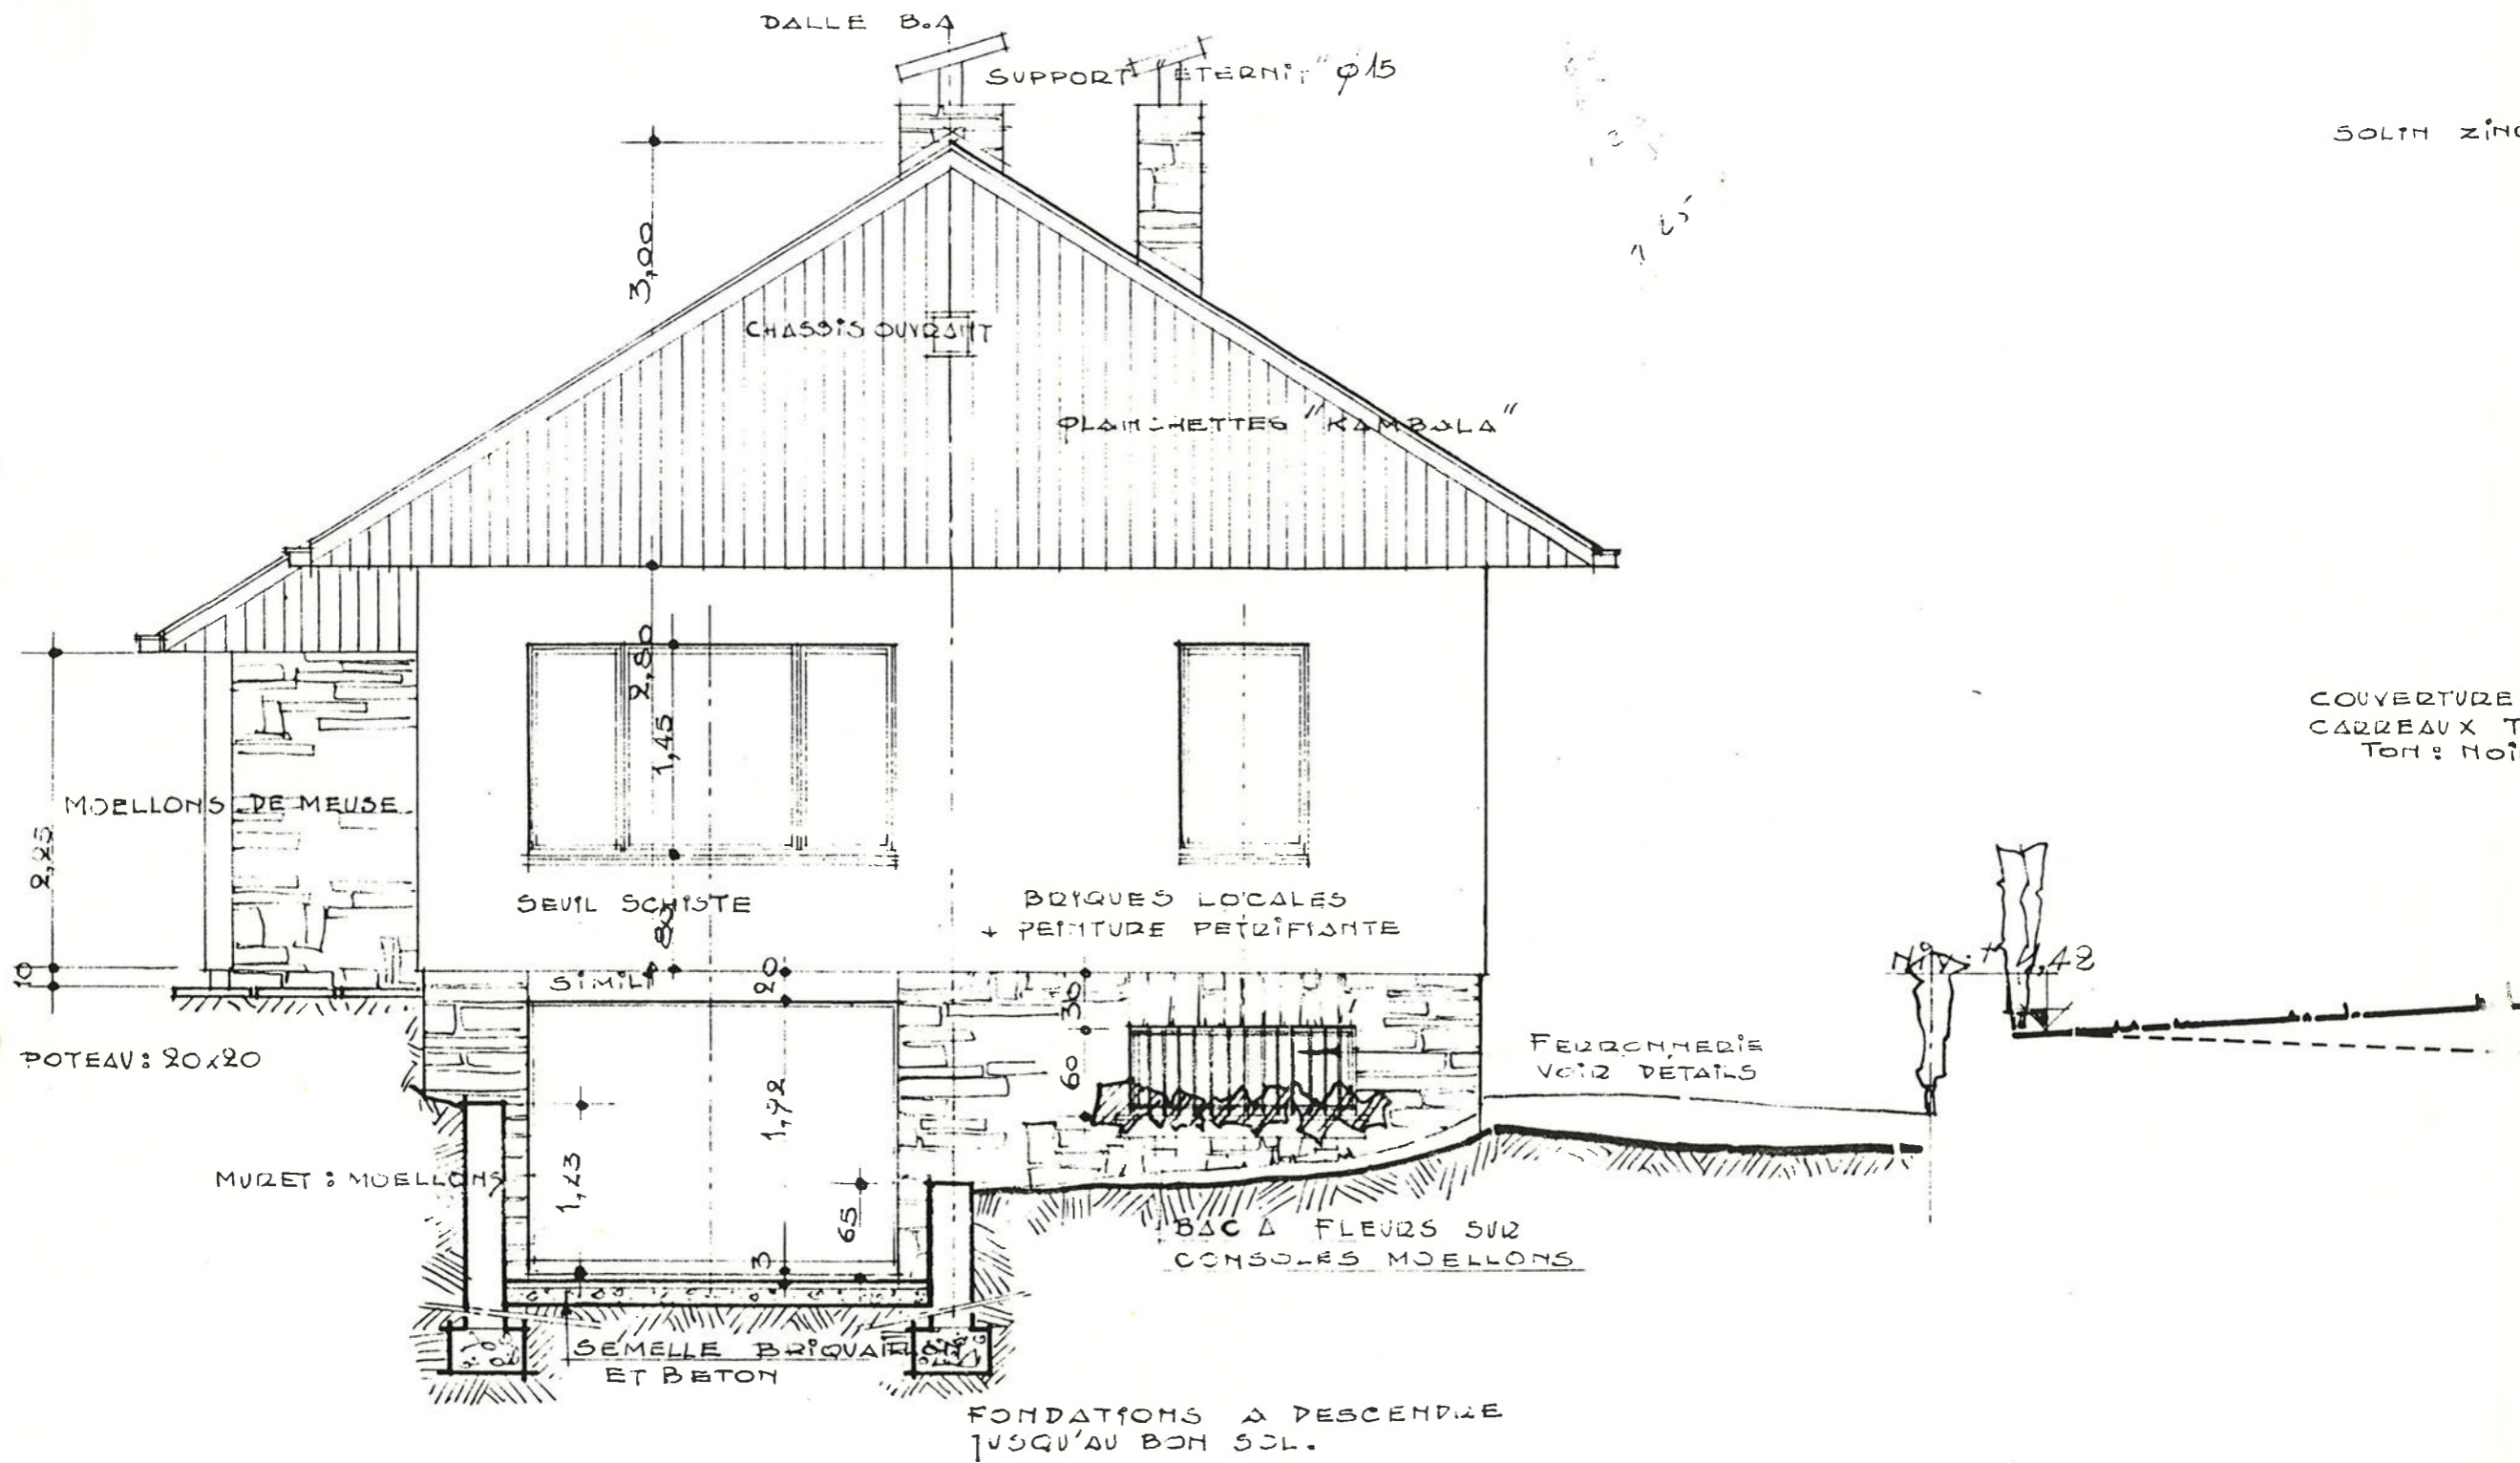 DALLE B.A
SUPPORT "ETERNIT" φ15
SOLIN ZINC
3,00
CHASSIS OUVRANT
PLANCHETTES "KAMBALA"
2,80
1,45
COUVERTURE
CARREAUX T
TON : NOI
MOELLONS DE MEUSE
2,25
SEUIL SCHISTE
80
BRIQUES LOCALES
+ PEINTURE PETRIFIANTE
10
SIMILI
20
30
60
POTEAU : 20x20
FERRONNERIE
VOIR DETAILS
1,72
1,23
65
3
MURET : MOELLONS
BAC A FLEURS SUR
CONSOLES MOELLONS
SEMELLE BRIQUAILLON
ET BETON
FONDATIONS A DESCENDRE
JUSQU'AU BON SOL.